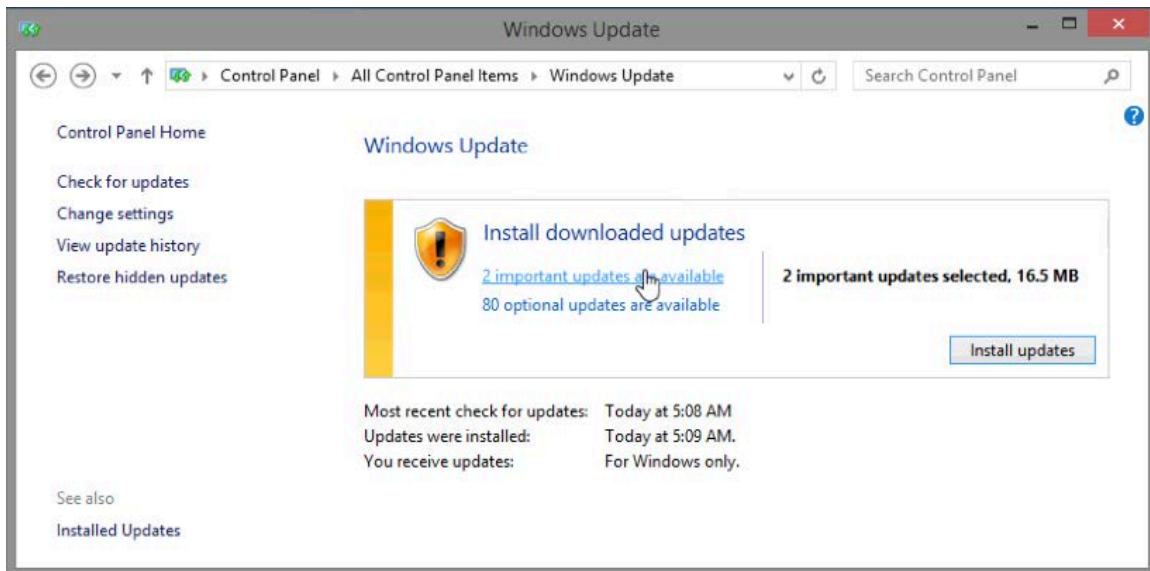 Windows Update
Control Panel All Control Panel Items Windows Update Search Control Panel
Control Panel Home
Check for updates
Change settings
View update history
Restore hidden updates
See also
Installed Updates
Windows Update
Install downloaded updates
2 important updates are available
80 optional updates are available
2 important updates selected, 16.5 MB
Install updates
Most recent check for updates: Today at 5:08 AM
Updates were installed: Today at 5:09 AM.
You receive updates: For Windows only.